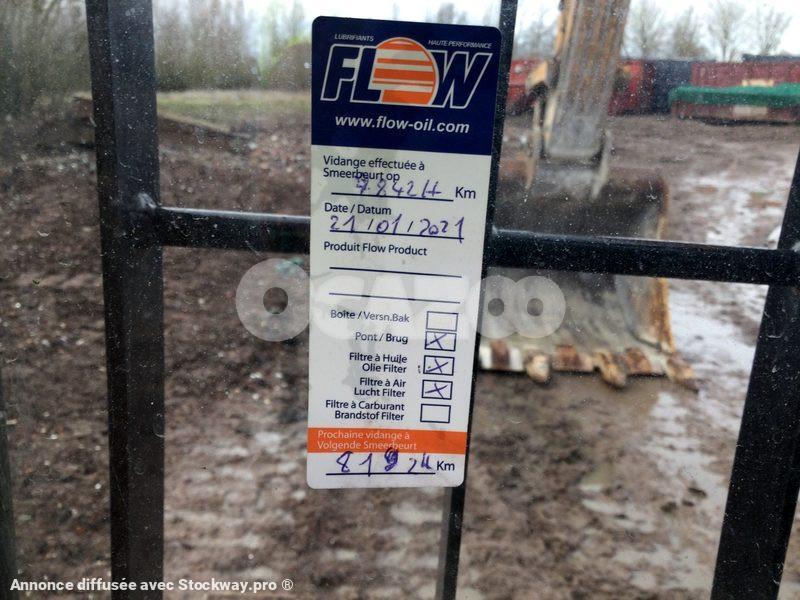 LUBRIFIANTS
HAUTE PERFORMANCE
FLOW
www.flow-oil.com
Vidange effectuée à
Smeerbeurt op
7842H Km
Date / Datum
21/01/2021
Produit Flow Product
OCAZOO
Boîte / Versn.Bak
Pont / Brug
Filtre à Huile
Olie Filter
Filtre à Air
Lucht Filter
Filtre à Carburant
Brandstof Filter
Prochaine vidange à
Volgende Smeerbeurt
Km
Annonce diffusée avec Stockway.pro ®